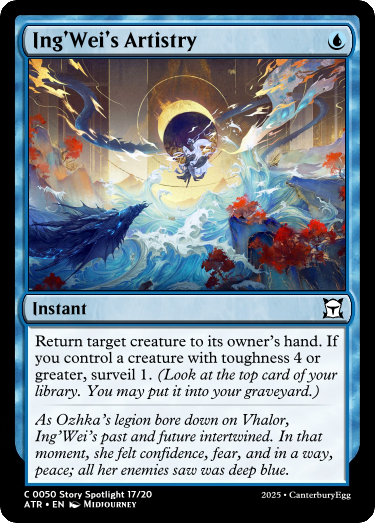 Ing'Wei's Artistry
Instant
Return target creature to its owner's hand. If
you control a creature with toughness 4 or
greater, surveil 1. (Look at the top card of your
library. You may put it into your graveyard.)
As Ozhka's legion bore down on Vhalor,
Ing'Wei's past and future intertwined. In that
moment, she felt confidence, fear, and in a way,
peace; all her enemies saw was deep blue.
C 0050 Story Spotlight 17/20
ATR • EN Midjourney
2025 • CanterburyEgg